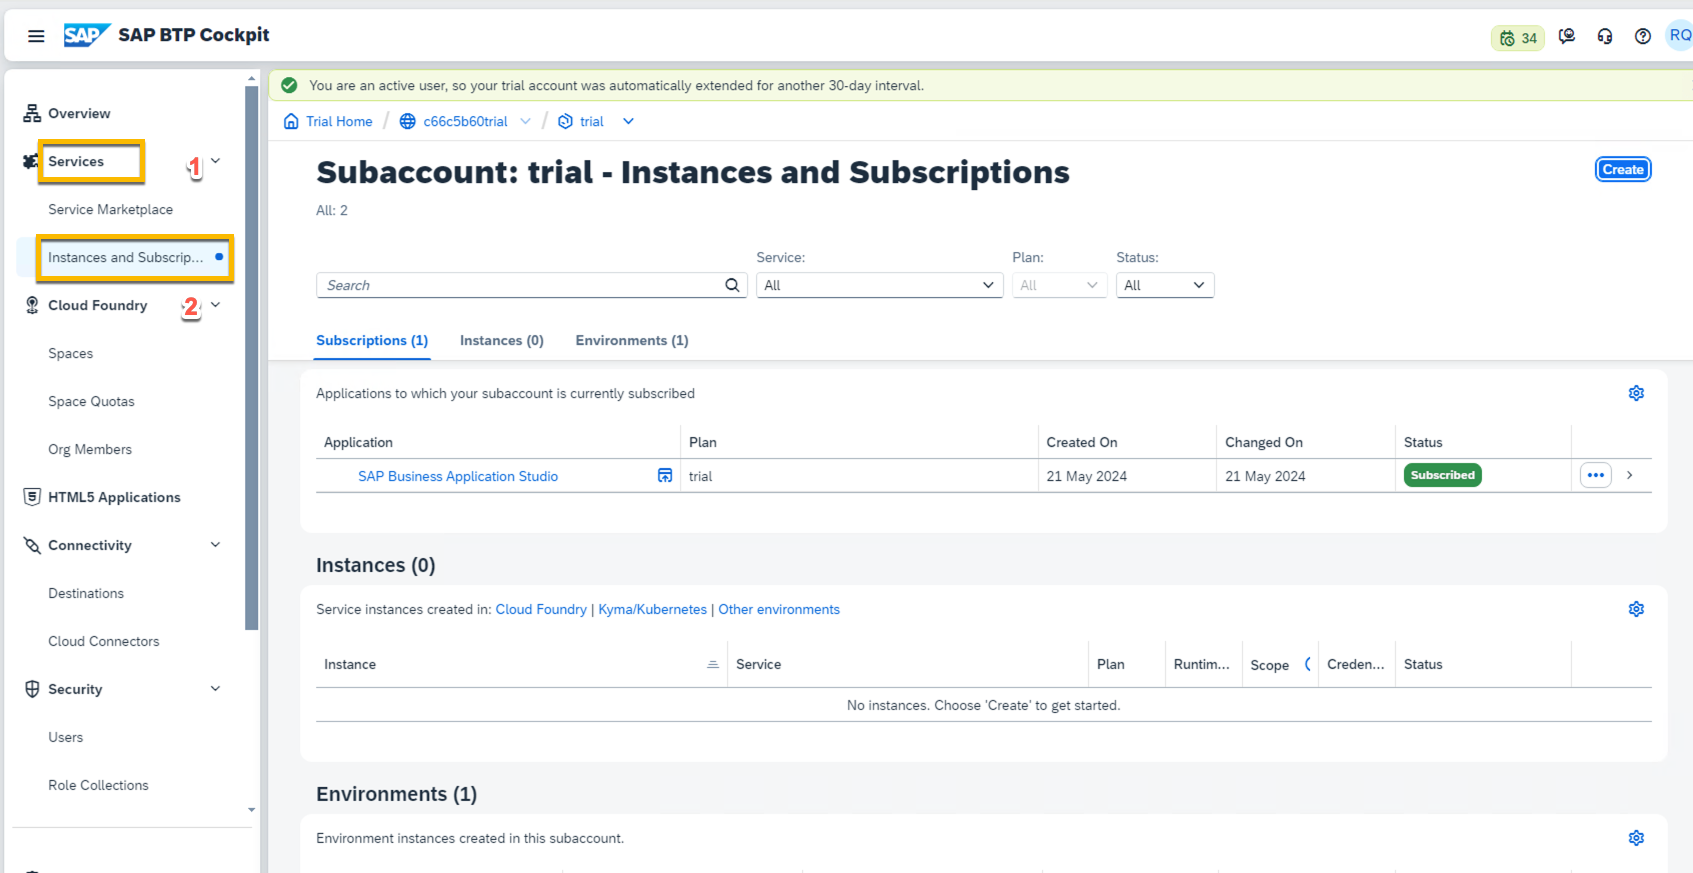 SAP SAP BTP Cockpit
34
RQ
Overview
Services 1
Service Marketplace
Instances and Subscrip...
Cloud Foundry 2
Spaces
Space Quotas
Org Members
HTML5 Applications
Connectivity
Destinations
Cloud Connectors
Security
Users
Role Collections
You are an active user, so your trial account was automatically extended for another 30-day interval.
Trial Home / c66c5b60trial / trial
Subaccount: trial - Instances and Subscriptions
Create
All: 2
Service: Plan: Status:
Search All All All
Subscriptions (1) Instances (0) Environments (1)
Applications to which your subaccount is currently subscribed
Application Plan Created On Changed On Status
SAP Business Application Studio trial 21 May 2024 21 May 2024 Subscribed
Instances (0)
Service instances created in: Cloud Foundry | Kyma/Kubernetes | Other environments
Instance Service Plan Runtim... Scope Creden... Status
No instances. Choose 'Create' to get started.
Environments (1)
Environment instances created in this subaccount.